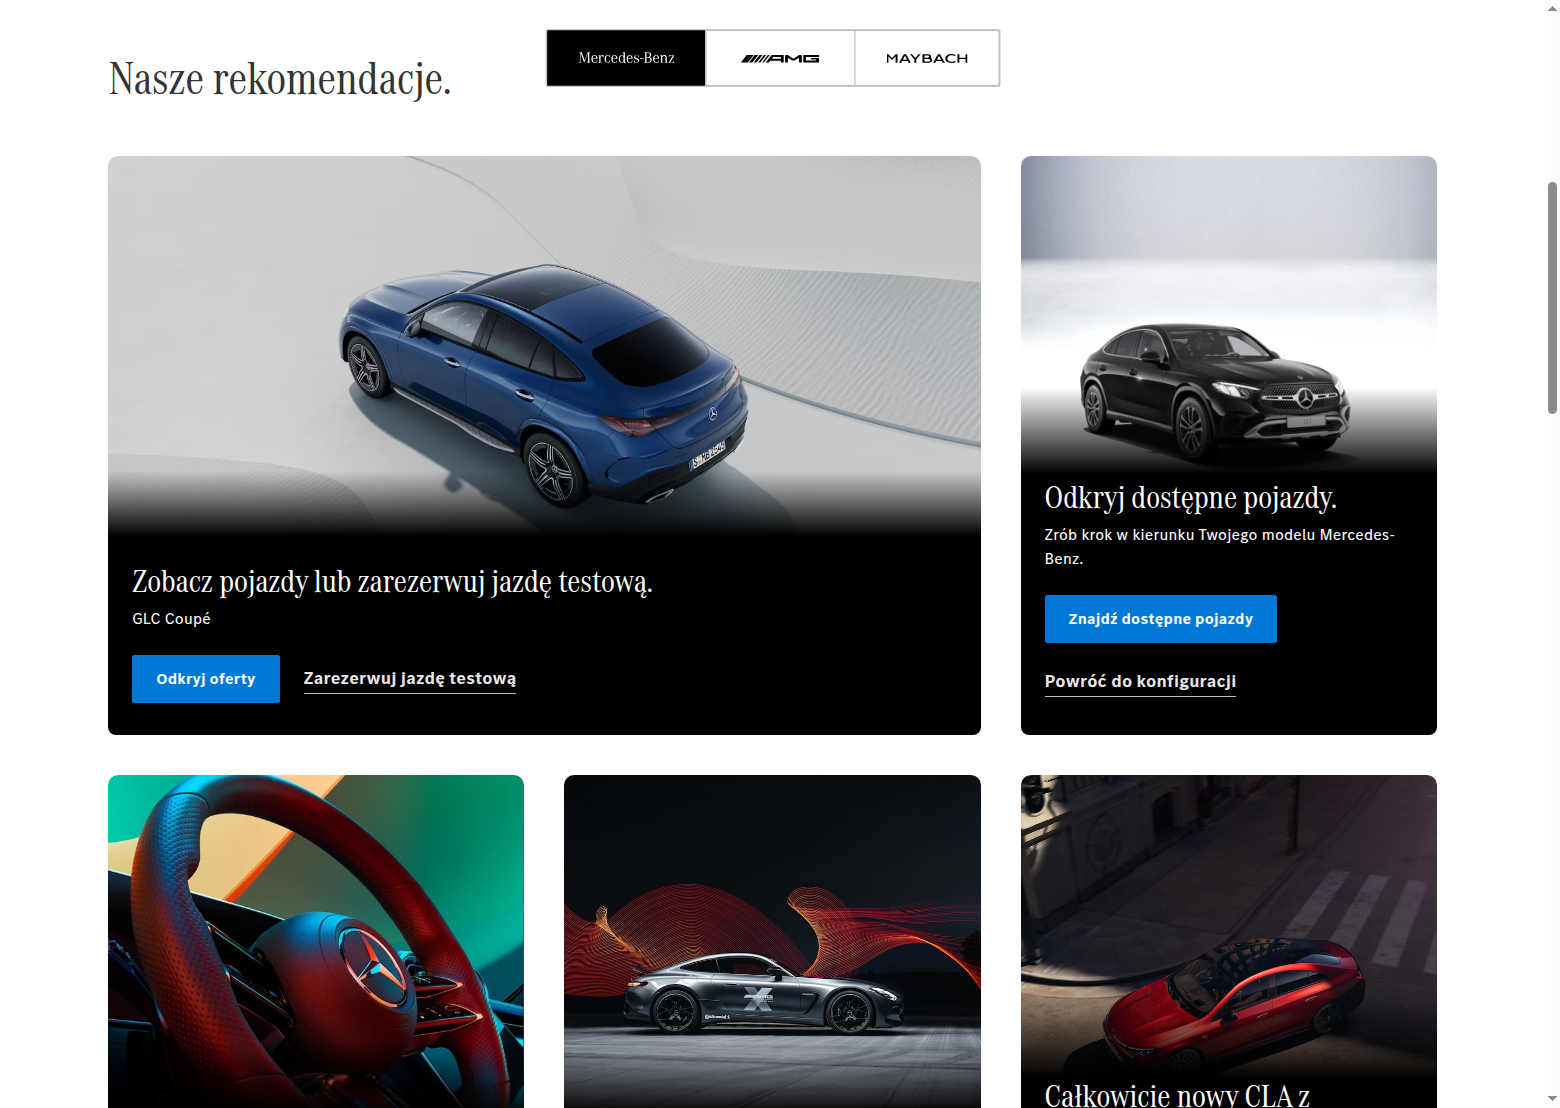 Mercedes-Benz
AMG
MAYBACH
Nasze rekomendacje.
Zobacz pojazdy lub zarezerwuj jazdę testową.
GLC Coupé
Odkryj oferty
Zarezerwuj jazdę testową
Odkryj dostępne pojazdy.
Zrób krok w kierunku Twojego modelu Mercedes-
Benz.
Znajdź dostępne pojazdy
Powróć do konfiguracji
AMG
X
Całkowicie nowy CLA z